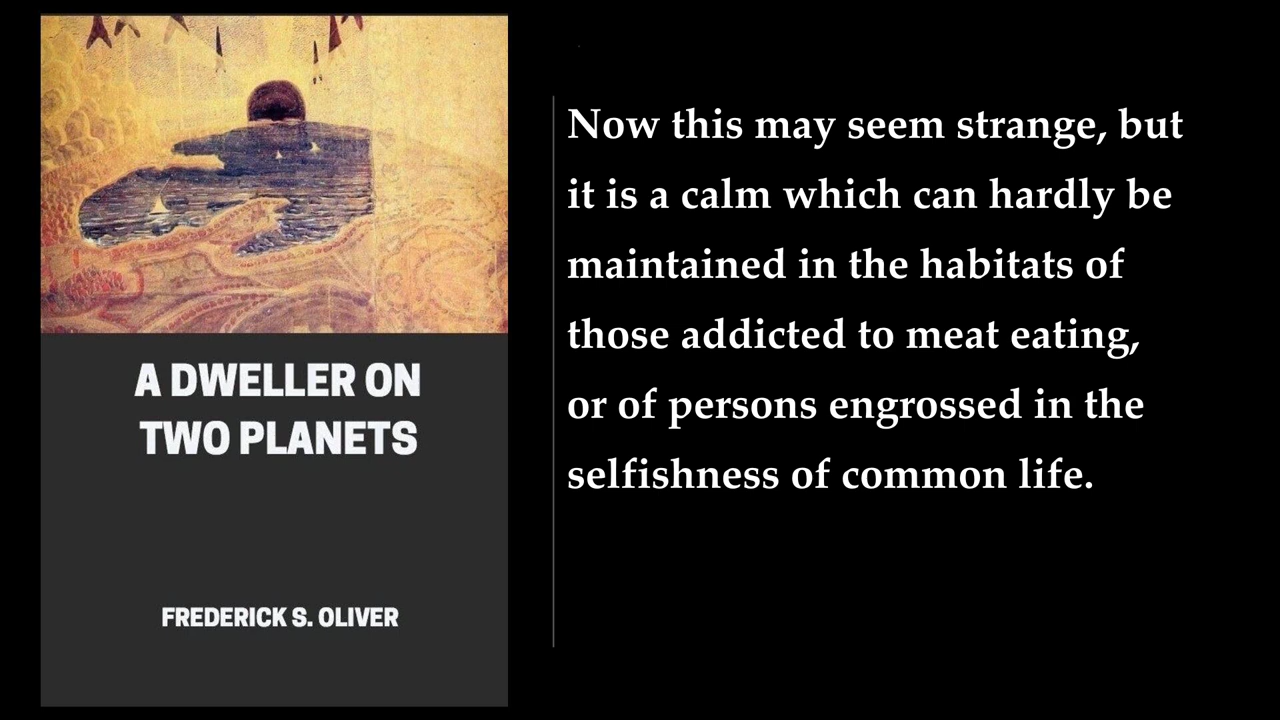 A DWELLER ON
TWO PLANETS
FREDERICK S. OLIVER
Now this may seem strange, but
it is a calm which can hardly be
maintained in the habitats of
those addicted to meat eating,
or of persons engrossed in the
selfishness of common life.